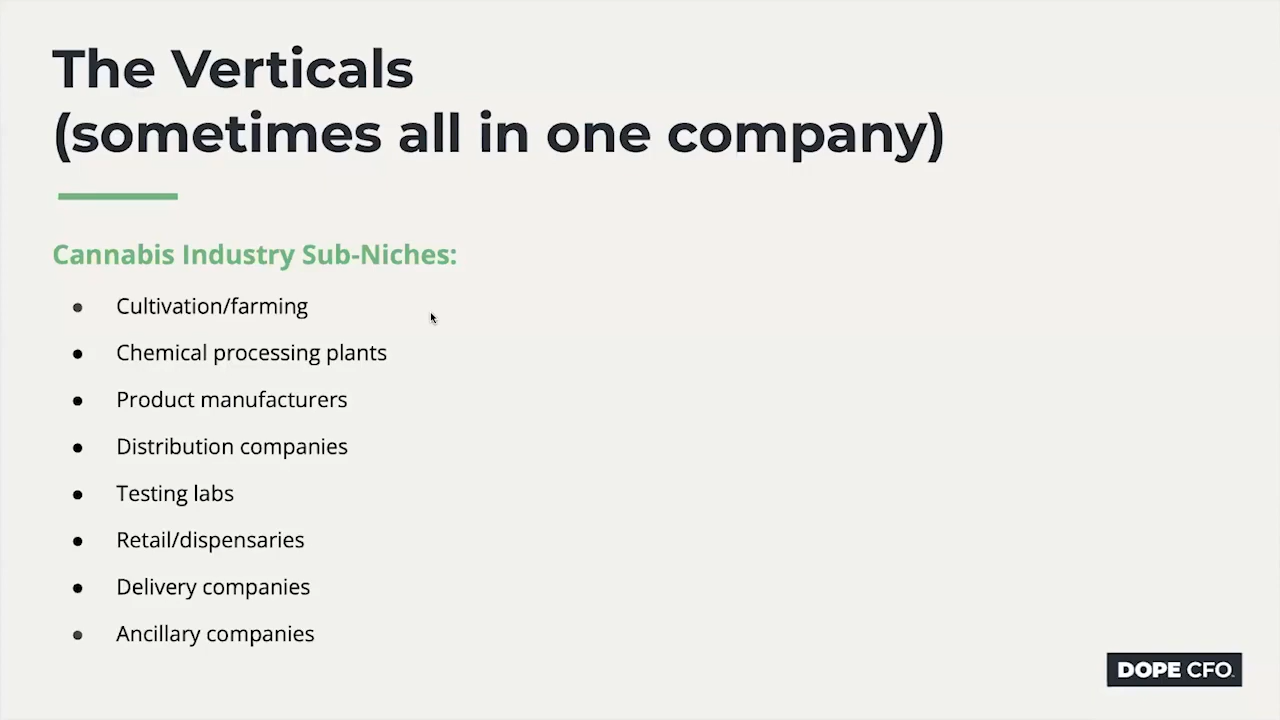 The Verticals
(sometimes all in one company)
Cannabis Industry Sub-Niches:
● Cultivation/farming
● Chemical processing plants
● Product manufacturers
● Distribution companies
● Testing labs
● Retail/dispensaries
● Delivery companies
● Ancillary companies
DOPE CFO